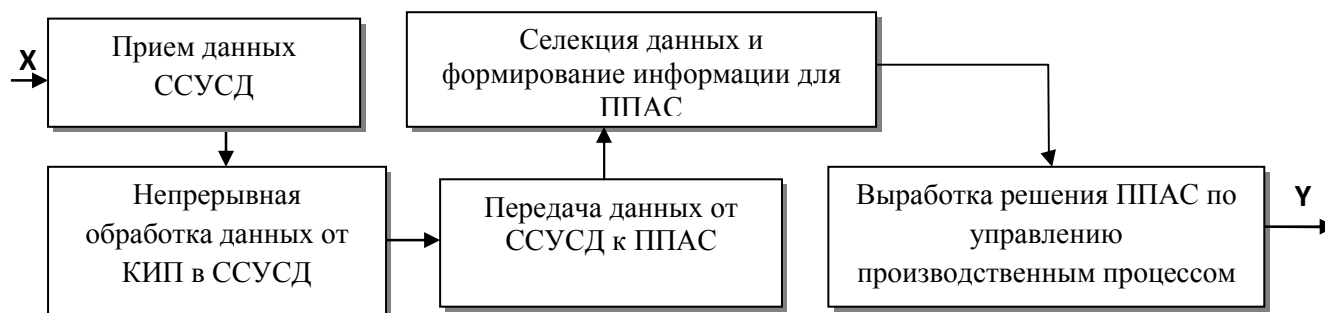 X
Прием данных
ССУСД
Непрерывная
обработка данных от
КИП в ССУСД
Передача данных от
ССУСД к ППАС
Селекция данных и
формирование информации для
ППАС
Выработка решения ППАС по
управлению
производственным процессом
Y